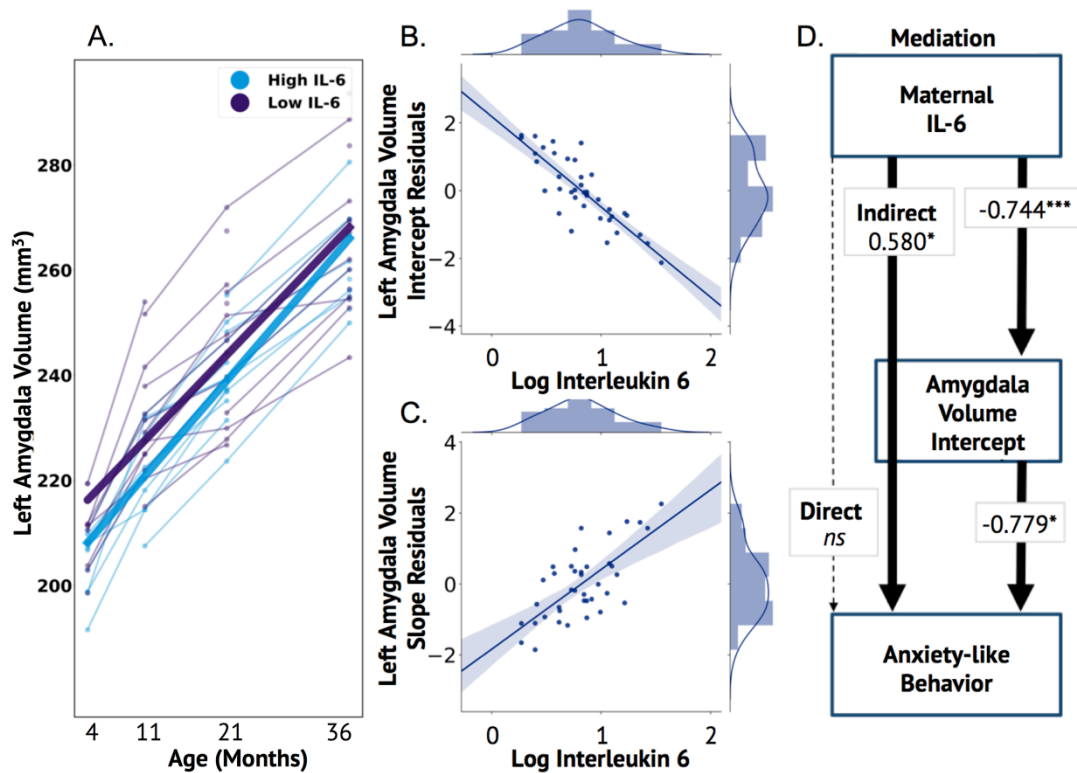 A.
High IL-6
Low IL-6
Left Amygdala Volume (mm³)
280
260
240
220
200
4 11 21 36
Age (Months)
B.
Left Amygdala Volume
Intercept Residuals
2
0
−2
−4
0 1 2
Log Interleukin 6
C.
Left Amygdala Volume
Slope Residuals
4
2
0
−2
0 1 2
Log Interleukin 6
D.
Mediation
Maternal
IL-6
Indirect
0.580*
-0.744***
Amygdala
Volume
Intercept
Direct
ns
-0.779*
Anxiety-like
Behavior